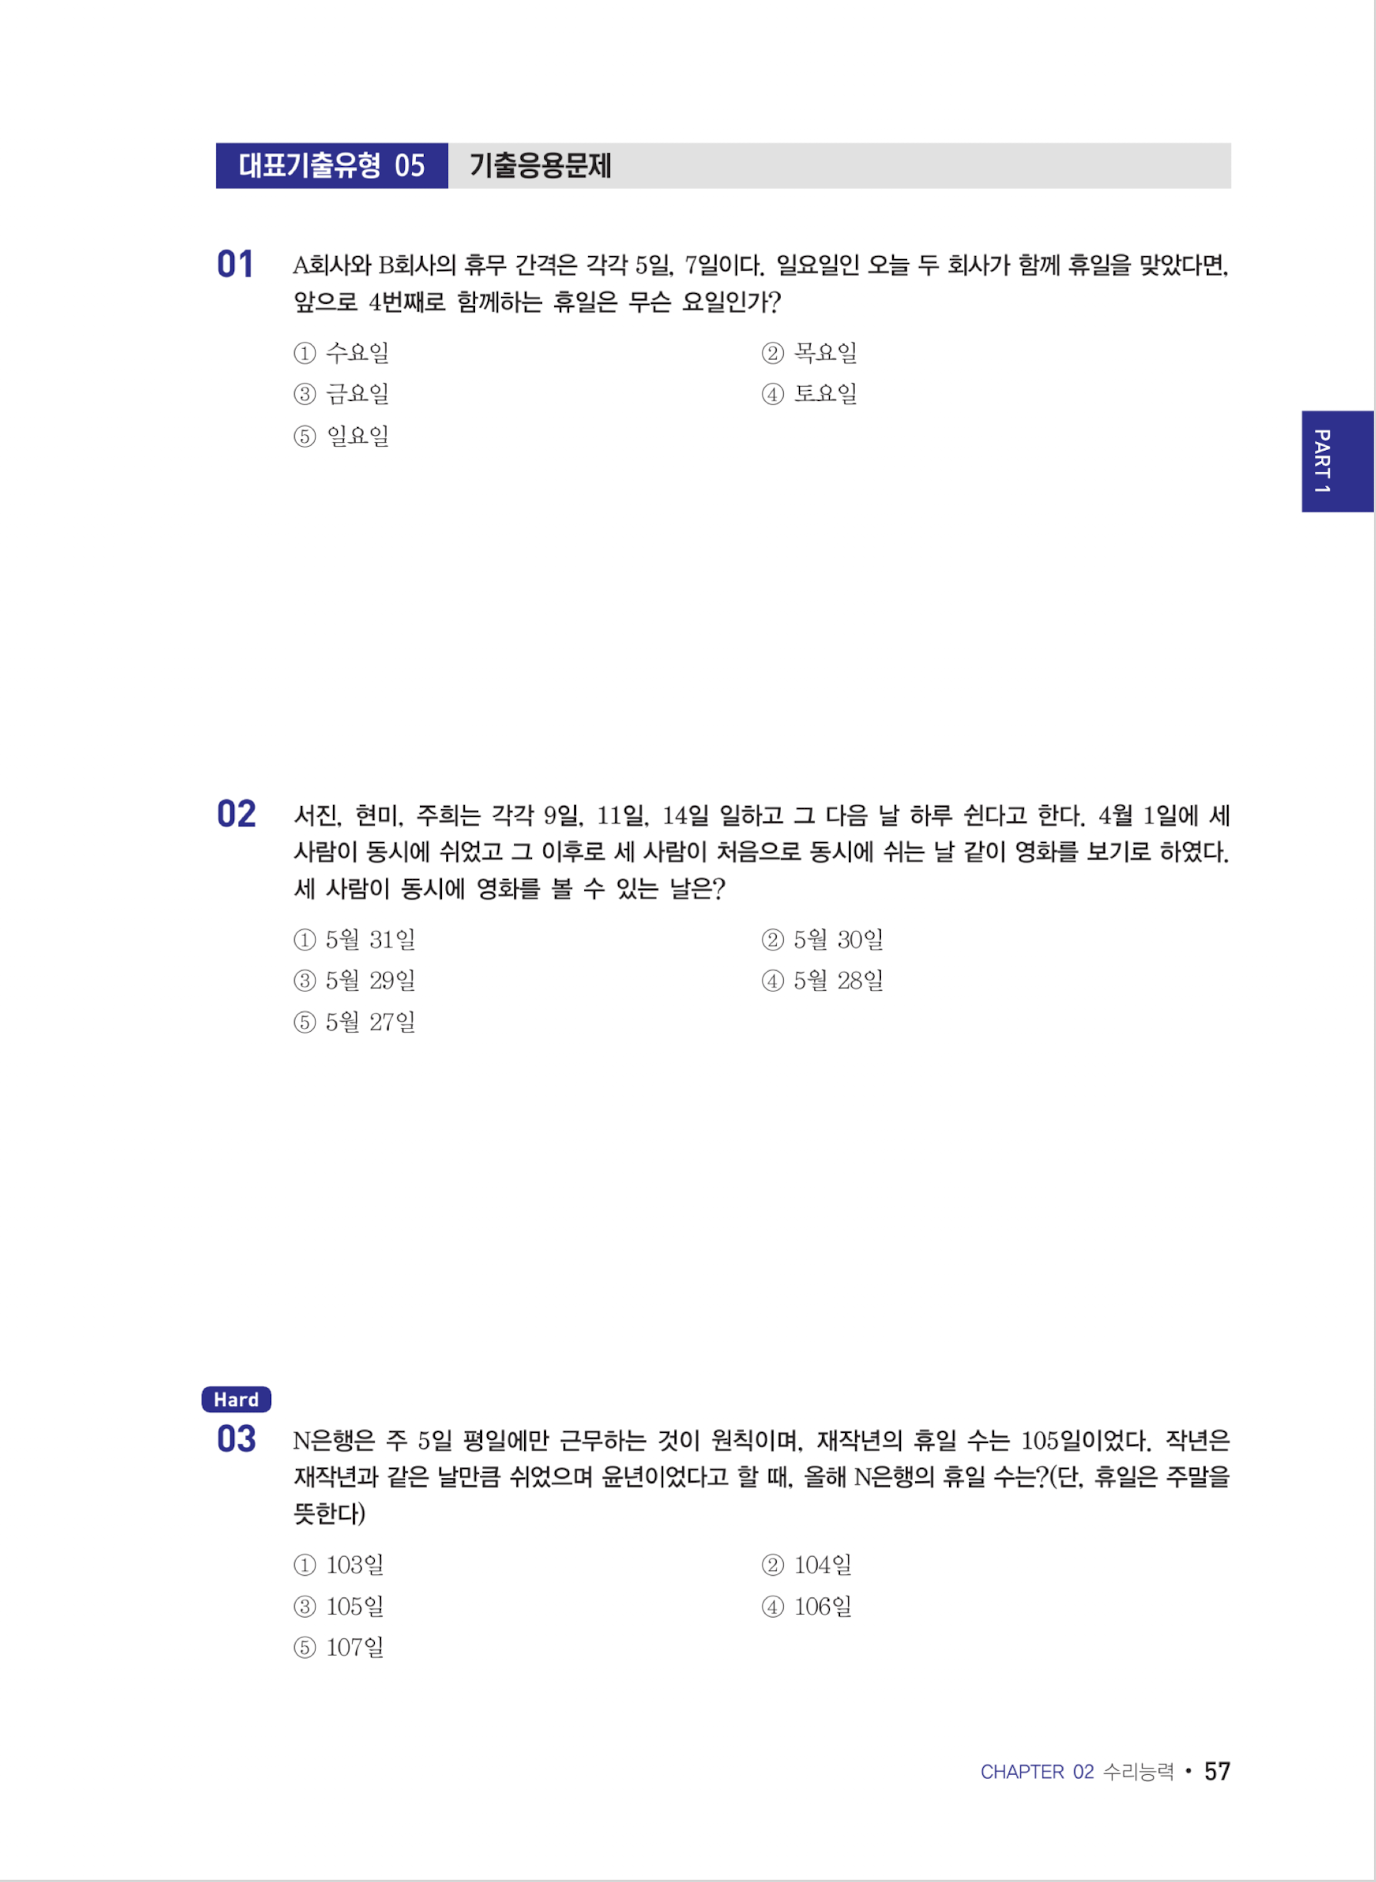 대표기출유형 05 기출응용문제
01 A회사와 B회사의 휴무 간격은 각각 5일, 7일이다. 일요일인 오늘 두 회사가 함께 휴일을 맞았다면,
앞으로 4번째로 함께하는 휴일은 무슨 요일인가?
① 수요일 ② 목요일
③ 금요일 ④ 토요일
⑤ 일요일
PART 1
02 서진, 현미, 주희는 각각 9일, 11일, 14일 일하고 그 다음 날 하루 쉰다고 한다. 4월 1일에 세
사람이 동시에 쉬었고 그 이후로 세 사람이 처음으로 동시에 쉬는 날 같이 영화를 보기로 하였다.
세 사람이 동시에 영화를 볼 수 있는 날은?
① 5월 31일 ② 5월 30일
③ 5월 29일 ④ 5월 28일
⑤ 5월 27일
Hard
03 N은행은 주 5일 평일에만 근무하는 것이 원칙이며, 재작년의 휴일 수는 105일이었다. 작년은
재작년과 같은 날만큼 쉬었으며 윤년이었다고 할 때, 올해 N은행의 휴일 수는?(단, 휴일은 주말을
뜻한다)
① 103일 ② 104일
③ 105일 ④ 106일
⑤ 107일
CHAPTER 02 수리능력 • 57